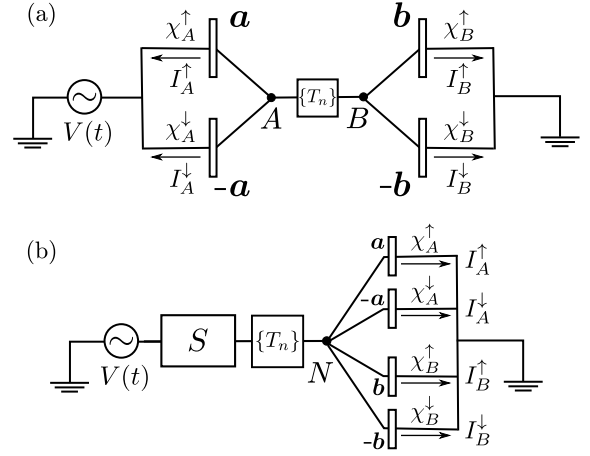 (a)
a b
χ_A^↑ χ_B^↑
I_A^↑ {T_n} I_B^↑
V(t) χ_A^↓ A B χ_B^↓
I_A^↓ I_B^↓
-a -b
(b)
a χ_A^↑ I_A^↑
-a χ_A^↓ I_A^↓
V(t) S {T_n} N
b χ_B^↑ I_B^↑
-b χ_B^↓ I_B^↓